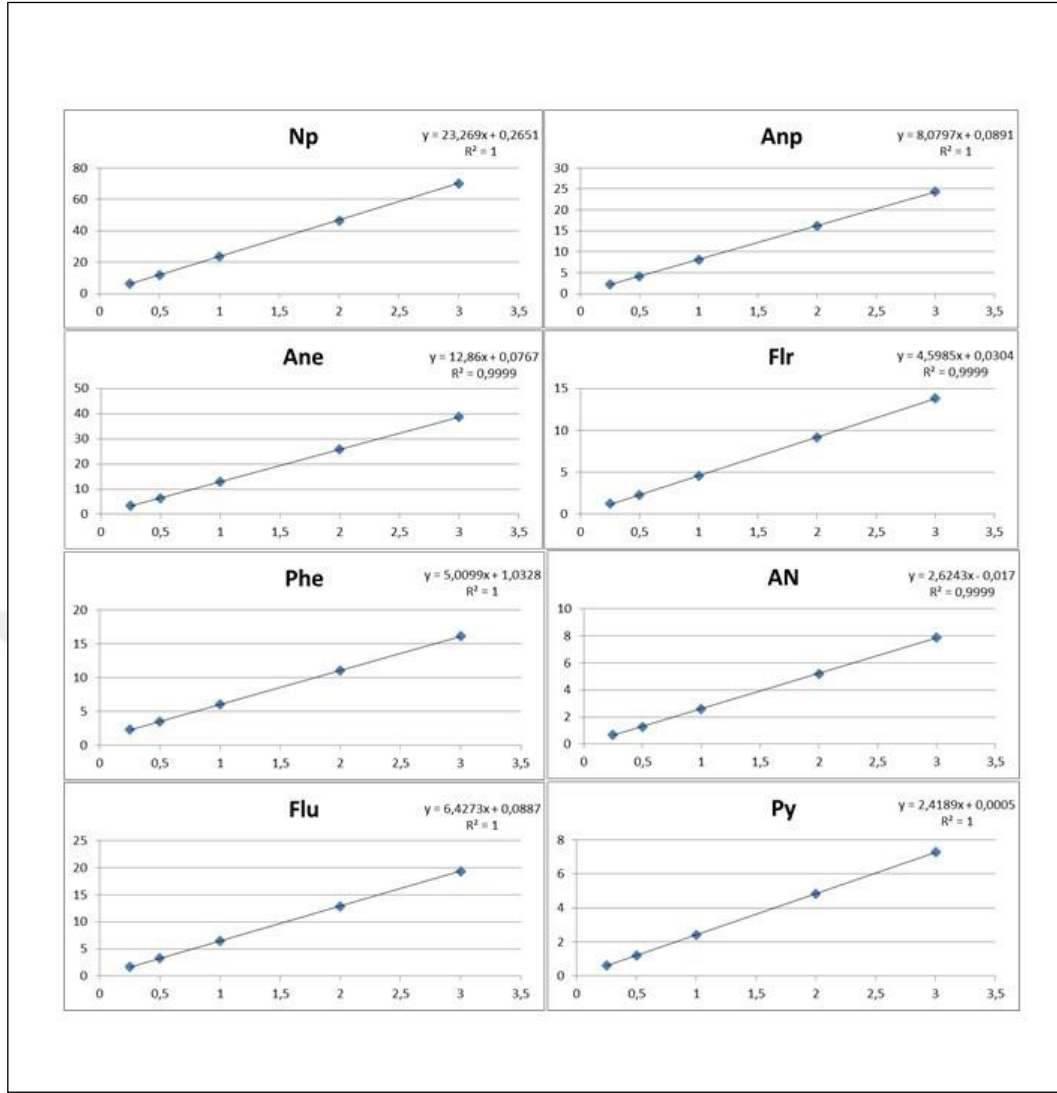 Np
y = 23,269x + 0,2651
R² = 1
80
60
40
20
0
0 0,5 1 1,5 2 2,5 3 3,5
Anp
y = 8,0797x + 0,0891
R² = 1
30
25
20
15
10
5
0
0 0,5 1 1,5 2 2,5 3 3,5
Ane
y = 12,86x + 0,0767
R² = 0,9999
50
40
30
20
10
0
0 0,5 1 1,5 2 2,5 3 3,5
Flr
y = 4,5985x + 0,0304
R² = 0,9999
15
10
5
0
0 0,5 1 1,5 2 2,5 3 3,5
Phe
y = 5,0099x + 1,0328
R² = 1
20
15
10
5
0
0 0,5 1 1,5 2 2,5 3 3,5
AN
y = 2,6243x - 0,017
R² = 0,9999
10
8
6
4
2
0
0 0,5 1 1,5 2 2,5 3 3,5
Flu
y = 6,4273x + 0,0887
R² = 1
25
20
15
10
5
0
0 0,5 1 1,5 2 2,5 3 3,5
Py
y = 2,4189x + 0,0005
R² = 1
8
6
4
2
0
0 0,5 1 1,5 2 2,5 3 3,5